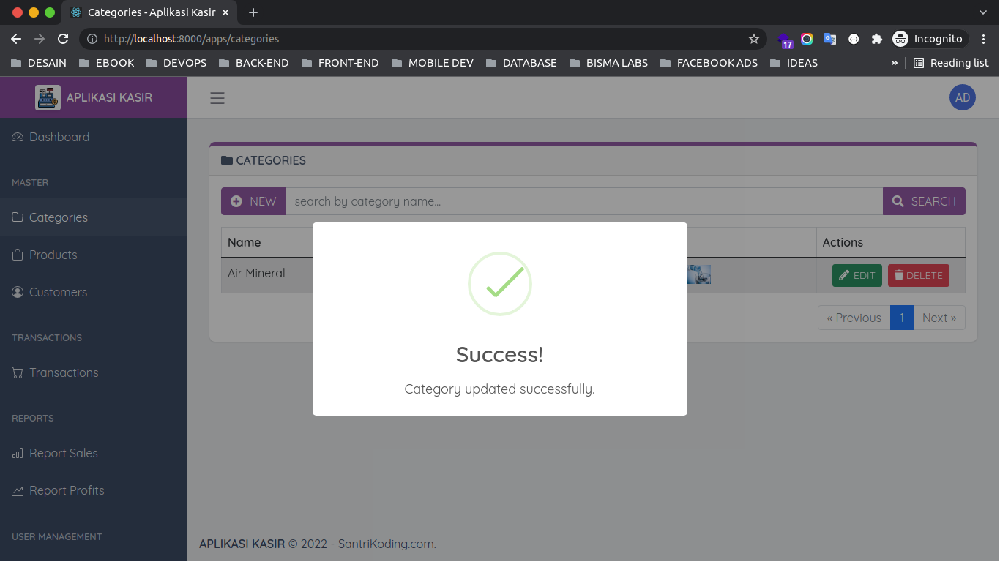 Categories - Aplikasi Kasir
http://localhost:8000/apps/categories
17
Incognito
DESAIN EBOOK DEVOPS BACK-END FRONT-END MOBILE DEV DATABASE BISMA LABS FACEBOOK ADS IDEAS » Reading list
APLIKASI KASIR
AD
Dashboard
MASTER
Categories
Products
Customers
TRANSACTIONS
Transactions
REPORTS
Report Sales
Report Profits
USER MANAGEMENT
CATEGORIES
NEW search by category name... SEARCH
Name Actions
Air Mineral EDIT DELETE
« Previous 1 Next »
Success!
Category updated successfully.
APLIKASI KASIR © 2022 - SantriKoding.com.